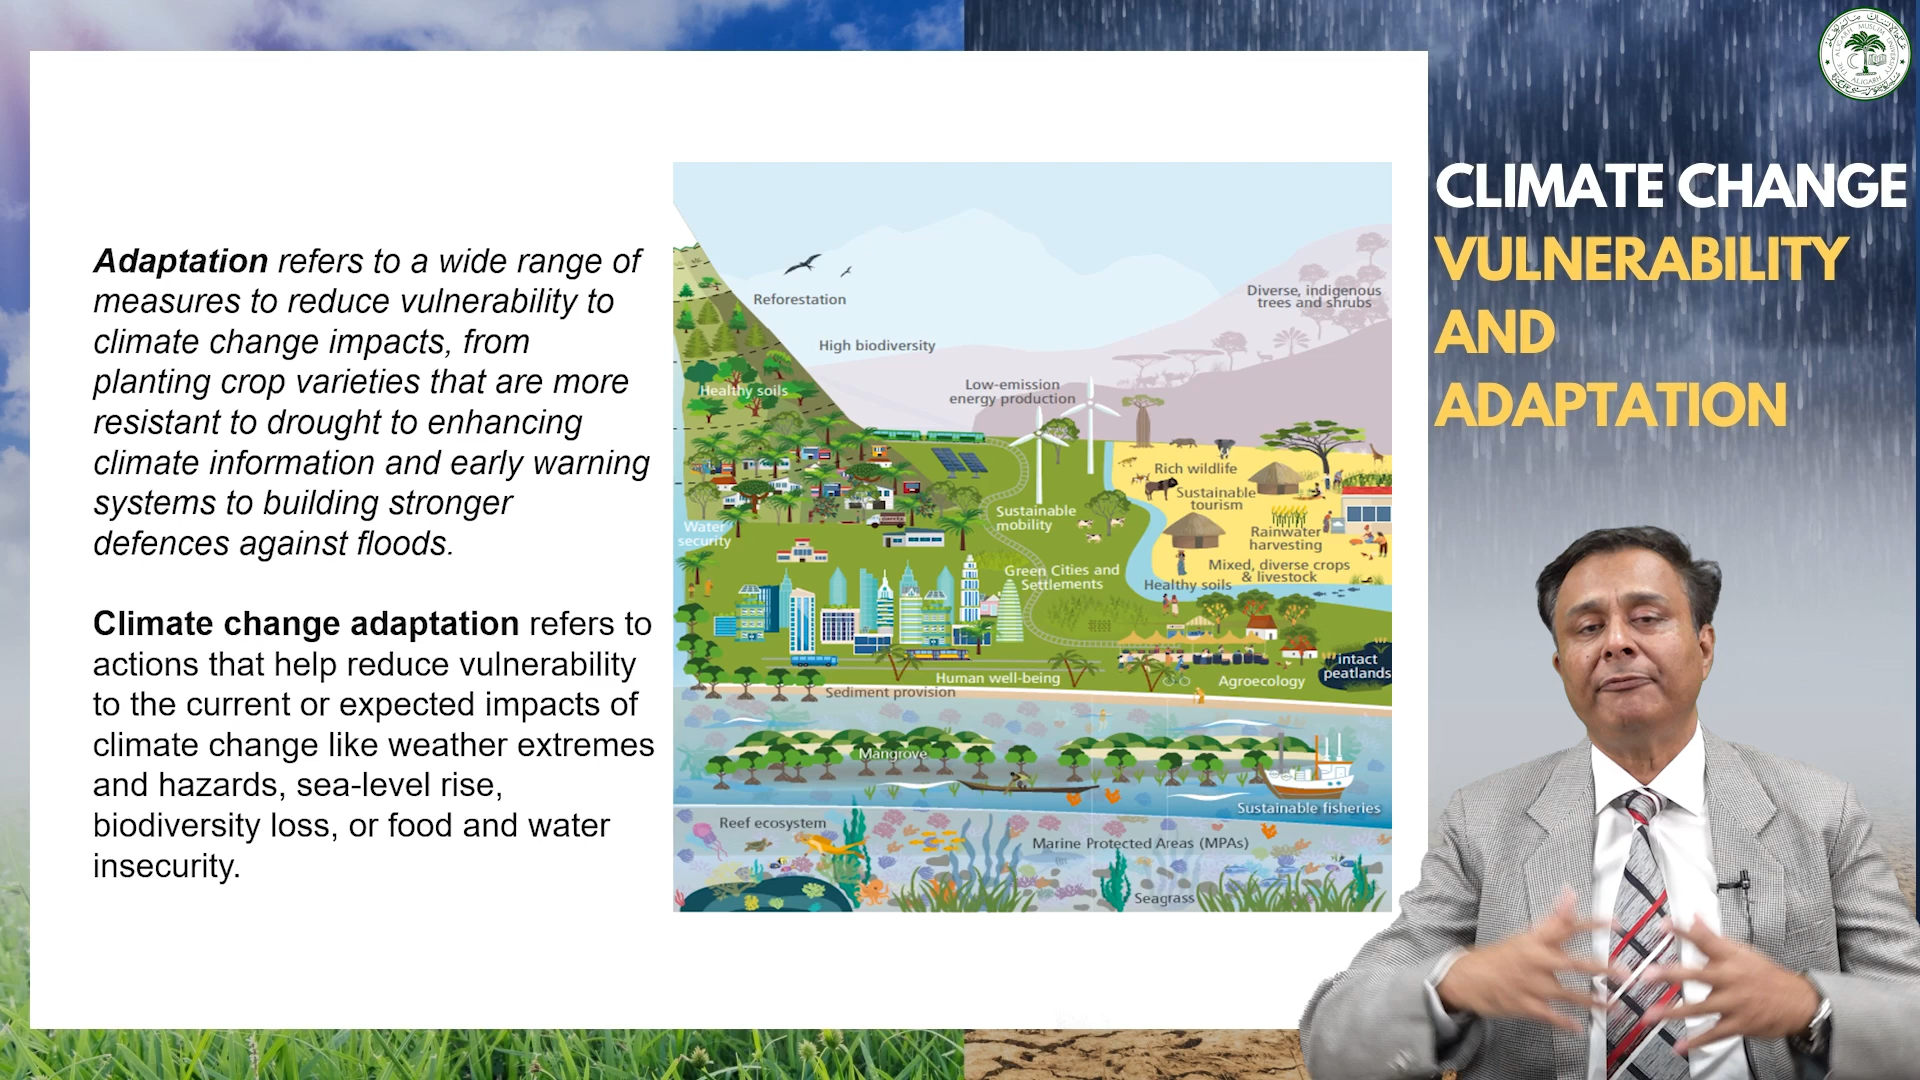 Adaptation refers to a wide range of
measures to reduce vulnerability to
climate change impacts, from
planting crop varieties that are more
resistant to drought to enhancing
climate information and early warning
systems to building stronger
defences against floods.
Climate change adaptation refers to
actions that help reduce vulnerability
to the current or expected impacts of
climate change like weather extremes
and hazards, sea-level rise,
biodiversity loss, or food and water
insecurity.
Reforestation
Diverse, indigenous
trees and shrubs
High biodiversity
Healthy soils
Low-emission
energy production
Rich wildlife
Sustainable
tourism
Sustainable
mobility
Water
security
Rainwater
harvesting
Mixed, diverse crops
& livestock
Green Cities and
Settlements
Healthy soils
intact
peatlands
Human well-being
Agroecology
Sediment provision
Mangrove
Sustainable fisheries
Reef ecosystem
Marine Protected Areas (MPAs)
Seagrass
CLIMATE CHANGE
VULNERABILITY
AND
ADAPTATION
THE ALIGARH MUSLIM UNIVERSITY
ALIGARH